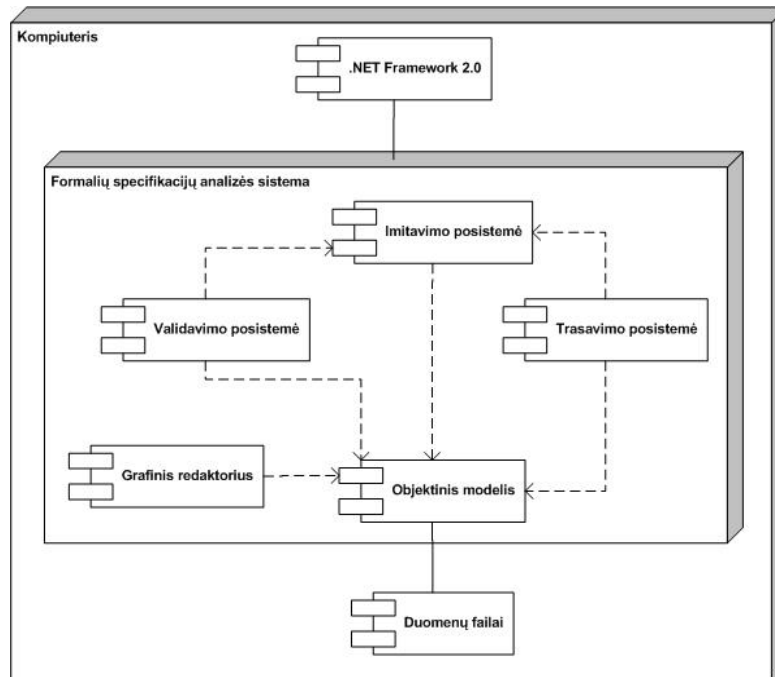 Kompiuteris
.NET Framework 2.0
Formalių specifikacijų analizės sistema
Imitavimo posistemė
Validavimo posistemė
Trasavimo posistemė
Grafinis redaktorius
Objektinis modelis
Duomenų failai